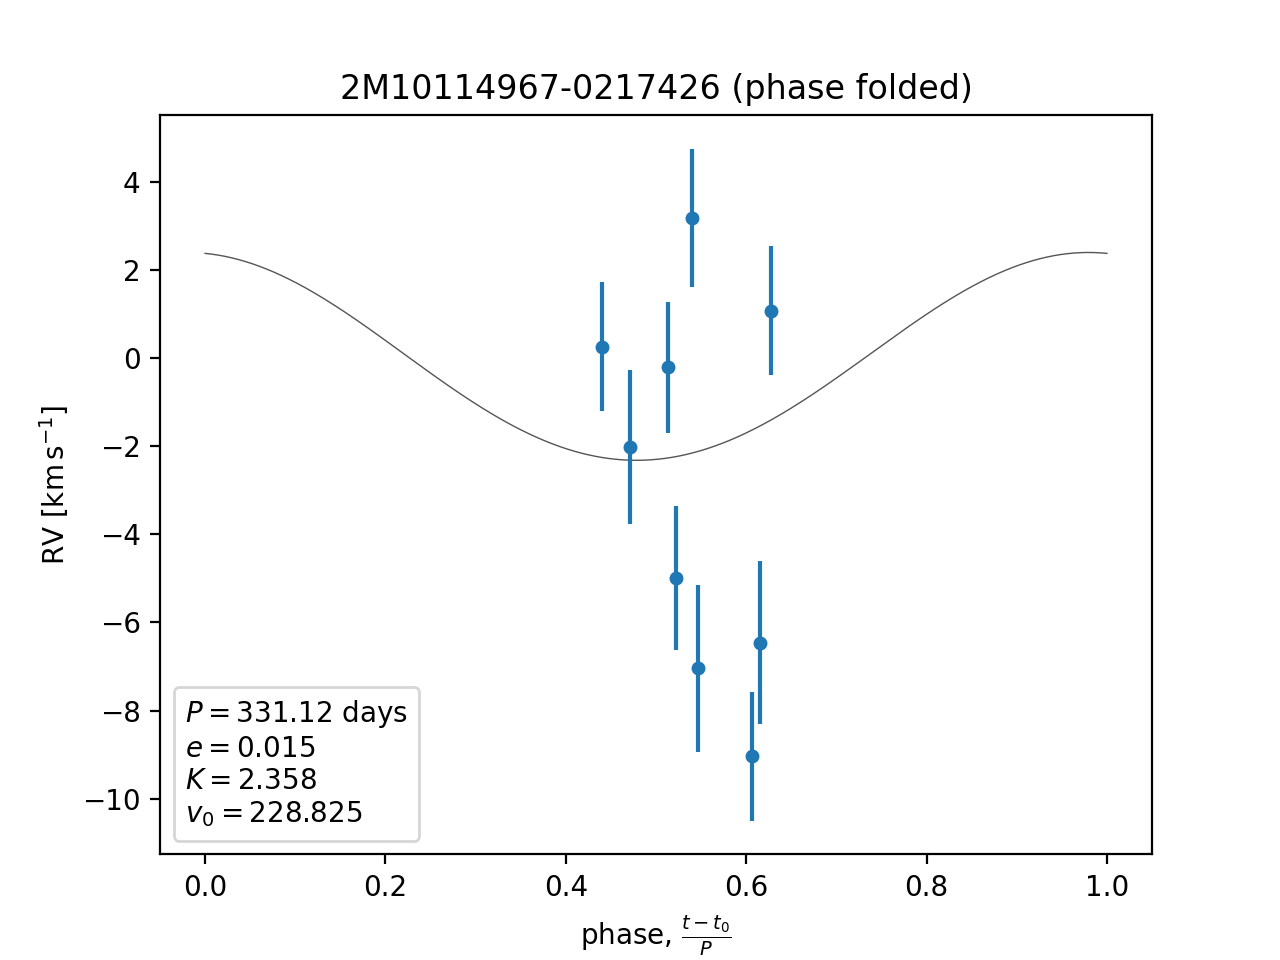 2M10114967-0217426 (phase folded)
RV [km s⁻¹]
4
2
0
−2
−4
−6
−8
−10
P = 331.12 days
e = 0.015
K = 2.358
v₀ = 228.825
0.0 0.2 0.4 0.6 0.8 1.0
phase, (t − t₀)/P